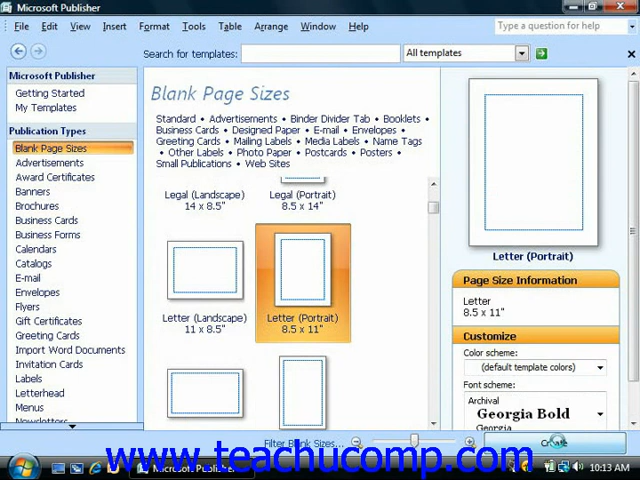 Microsoft Publisher
File Edit View Insert Format Tools Table Arrange Window Help
Type a question for help
Search for templates:
All templates
Microsoft Publisher
Getting Started
My Templates
Publication Types
Blank Page Sizes
Advertisements
Award Certificates
Banners
Brochures
Business Cards
Business Forms
Calendars
Catalogs
E-mail
Envelopes
Flyers
Gift Certificates
Greeting Cards
Import Word Documents
Invitation Cards
Labels
Letterhead
Menus
Newsletters
Blank Page Sizes
Standard • Advertisements • Binder Divider Tab • Booklets •
Business Cards • Designed Paper • E-mail • Envelopes •
Greeting Cards • Mailing Labels • Media Labels • Name Tags
• Other Labels • Photo Paper • Postcards • Posters •
Small Publications • Web Sites
Legal (Landscape)
14 x 8.5"
Legal (Portrait)
8.5 x 14"
Letter (Landscape)
11 x 8.5"
Letter (Portrait)
8.5 x 11"
Filter Blank Sizes...
Letter (Portrait)
Page Size Information
Letter
8.5 x 11"
Customize
Color scheme:
(default template colors)
Font scheme:
Archival
Georgia Bold
Georgia
Create
www.teachucomp.com
Microsoft Publisher
10:13 AM